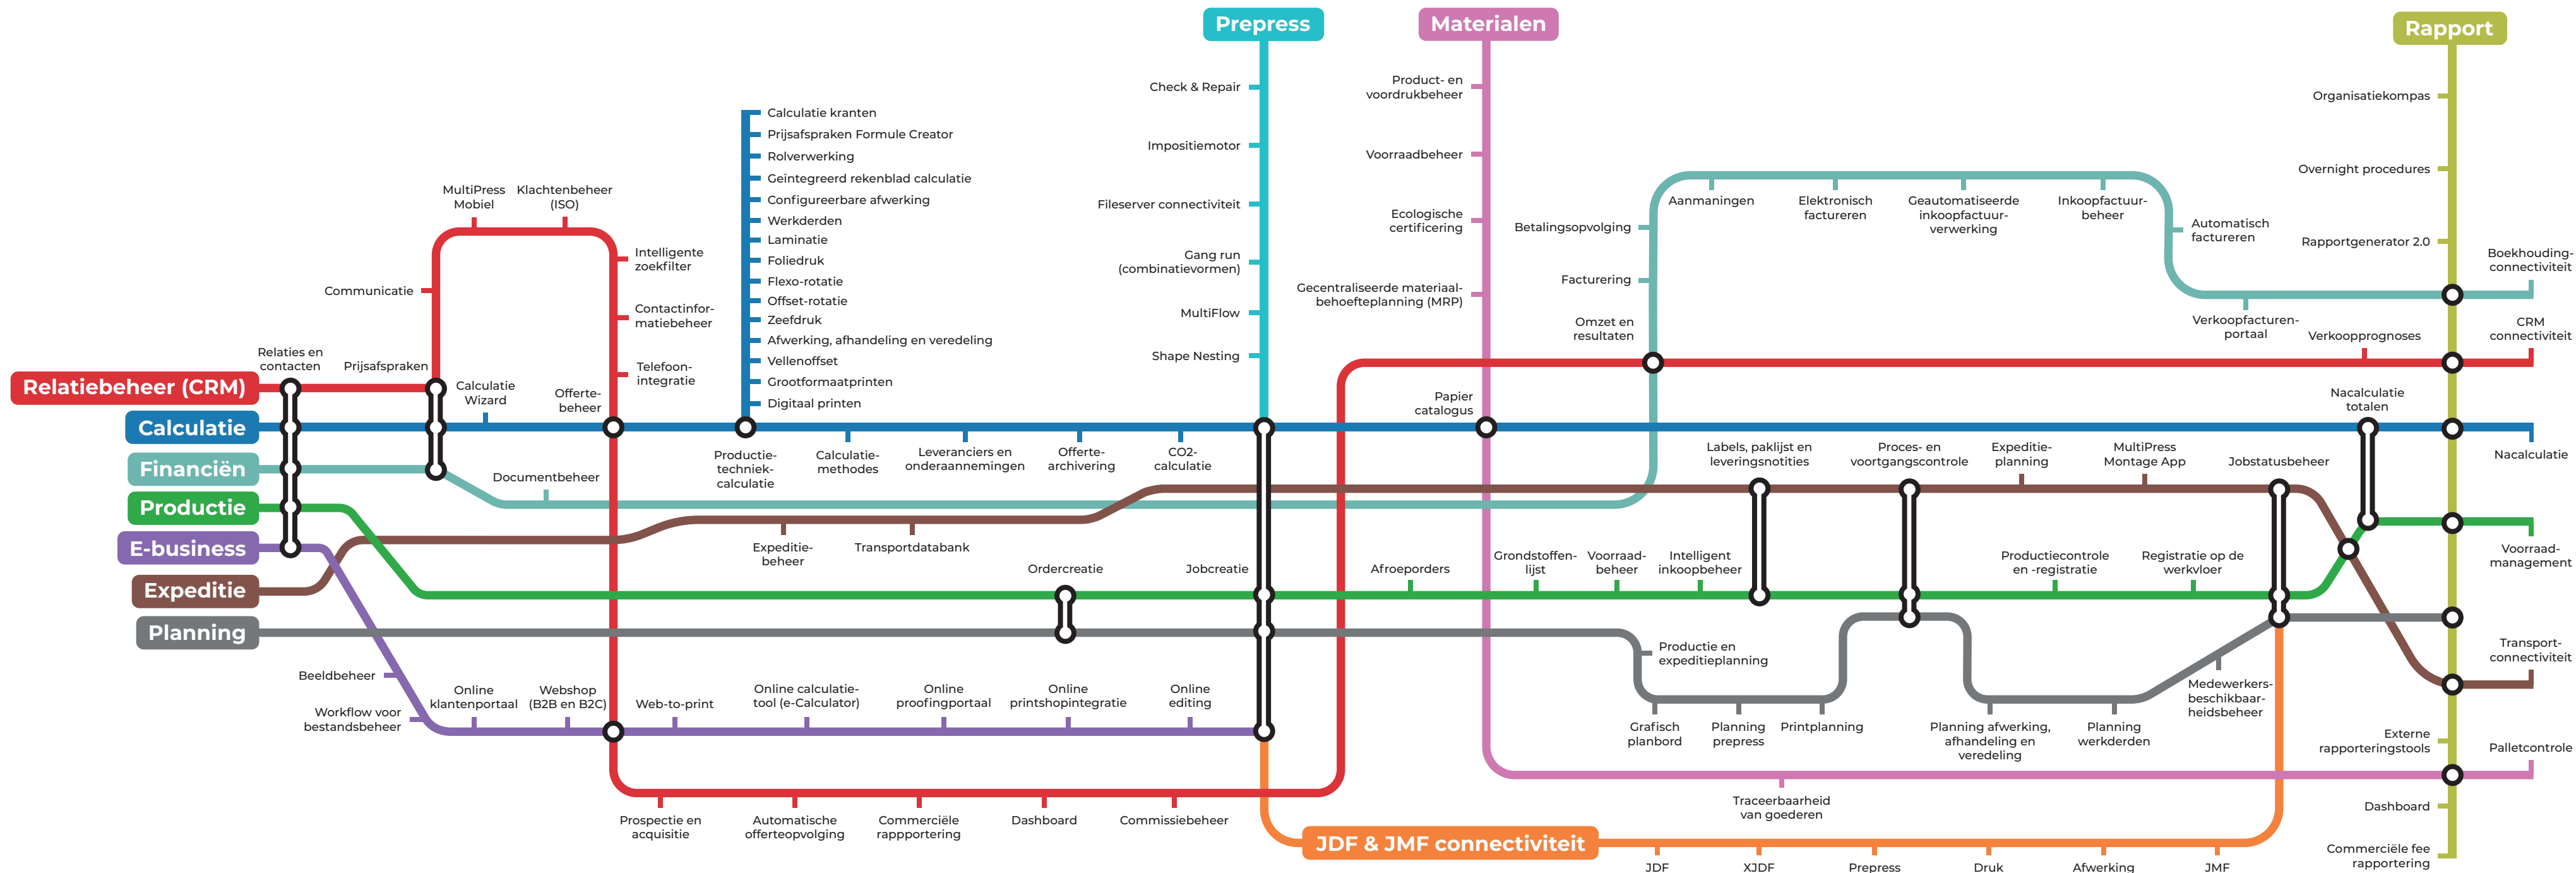 Prepress
Materialen
Rapport
Check & Repair
Impositiemotor
Fileserver connectiviteit
Gang run
(combinatievormen)
MultiFlow
Shape Nesting
Product- en
voordrukbeheer
Voorraadbeheer
Ecologische
certificering
Gecentraliseerde materiaal-
behoefteplanning (MRP)
Papier
catalogus
Organisatiekompas
Overnight procedures
Rapportgenerator 2.0
Calculatie kranten
Prijsafspraken Formule Creator
Rolverwerking
Geïntegreerd rekenblad calculatie
Configureerbare afwerking
Werkderden
Laminatie
Foliedruk
Flexo-rotatie
Offset-rotatie
Zeefdruk
Afwerking, afhandeling en veredeling
Vellenoffset
Grootformaatprinten
Digitaal printen
MultiPress
Mobiel
Klachtenbeheer
(ISO)
Intelligente
zoekfilter
Contactinfor-
matiebeheer
Telefoon-
integratie
Communicatie
Relaties en
contacten
Prijsafspraken
Calculatie
Wizard
Offerte-
beheer
Betalingsopvolging
Facturering
Omzet en
resultaten
Aanmaningen
Elektronisch
factureren
Geautomatiseerde
inkoopfactuur-
verwerking
Inkoopfactuur-
beheer
Automatisch
factureren
Verkoopfacturen-
portaal
Verkoopprognoses
Boekhouding-
connectiviteit
CRM
connectiviteit
Relatiebeheer (CRM)
Calculatie
Financiën
Productie
E-business
Expeditie
Planning
Documentbeheer
Productie-
techniek-
calculatie
Calculatie-
methodes
Leveranciers en
onderaannemingen
Offerte-
archivering
CO2-
calculatie
Nacalculatie
totalen
Nacalculatie
Labels, paklijst en
leveringsnotities
Proces- en
voortgangscontrole
Expeditie-
planning
MultiPress
Montage App
Jobstatusbeheer
Expeditie-
beheer
Transportdatabank
Ordercreatie
Jobcreatie
Afroeporders
Grondstoffen-
lijst
Voorraad-
beheer
Intelligent
inkoopbeheer
Productiecontrole
en -registratie
Registratie op de
werkvloer
Voorraad-
management
Transport-
connectiviteit
Beeldbeheer
Workflow voor
bestandsbeheer
Online
klantenportaal
Webshop
(B2B en B2C)
Web-to-print
Online calculatie-
tool (e-Calculator)
Online
proofingportaal
Online
printshopintegratie
Online
editing
Productie en
expeditieplanning
Grafisch
planbord
Planning
prepress
Printplanning
Planning afwerking,
afhandeling en
veredeling
Planning
werkderden
Medewerkers-
beschikbaar-
heidsbeheer
Externe
rapporteringstools
Palletcontrole
Traceerbaarheid
van goederen
Dashboard
Commerciële fee
rapportering
Prospectie en
acquisitie
Automatische
offerteopvolging
Commerciële
rappportering
Dashboard
Commissiebeheer
JDF & JMF connectiviteit
JDF
XJDF
Prepress
Druk
Afwerking
JMF